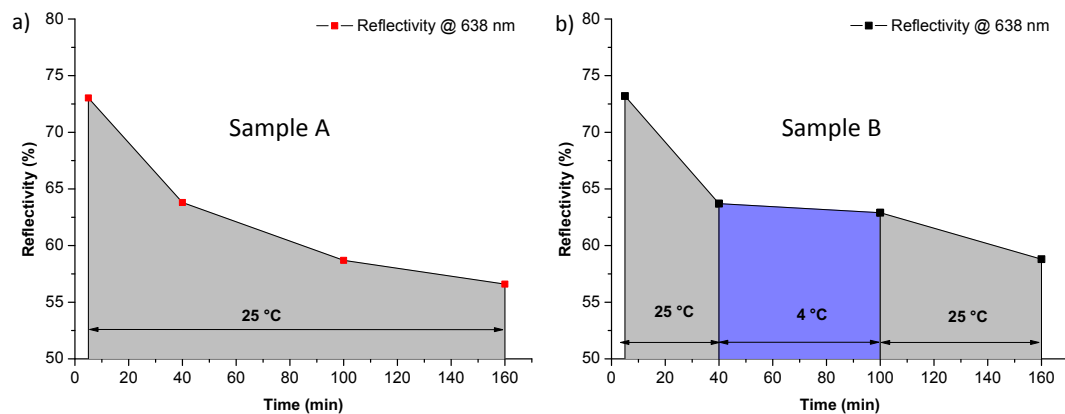 a)
Reflectivity @ 638 nm
Sample A
Reflectivity (%)
80
75
70
65
60
55
50
25 °C
0 20 40 60 80 100 120 140 160
Time (min)
b)
Reflectivity @ 638 nm
Sample B
Reflectivity (%)
80
75
70
65
60
55
50
25 °C 4 °C 25 °C
0 20 40 60 80 100 120 140 160
Time (min)